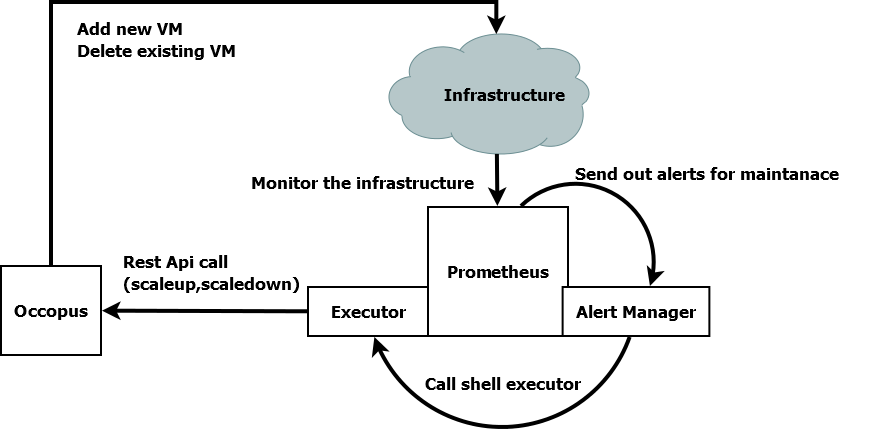 Add new VM
Delete existing VM
Infrastructure
Monitor the infrastructure
Send out alerts for maintanace
Rest Api call
(scaleup,scaledown)
Prometheus
Occopus
Executor
Alert Manager
Call shell executor